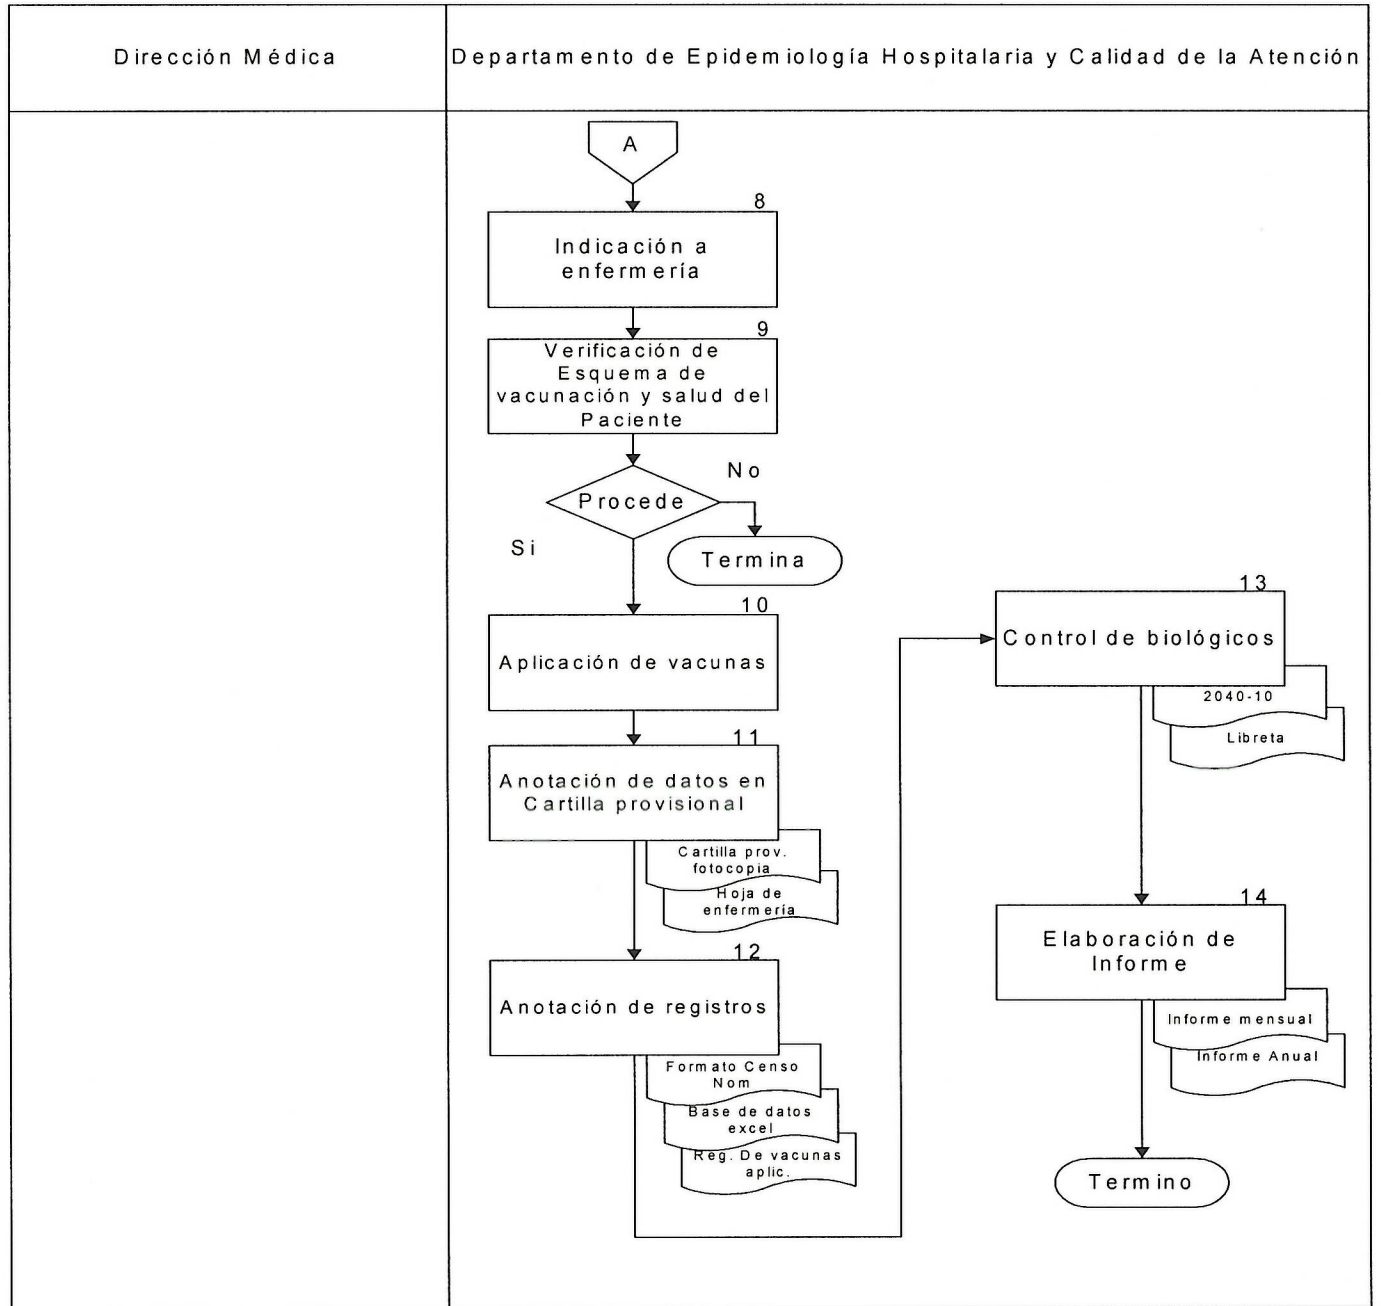 Dirección Médica
Departamento de Epidemiología Hospitalaria y Calidad de la Atención
A
8
Indicación a
enfermería
9
Verificación de
Esquema de
vacunación y salud del
Paciente
Procede
No
Si
Termina
10
Aplicación de vacunas
11
Anotación de datos en
Cartilla provisional
Cartilla prov.
fotocopia
Hoja de
enfermería
12
Anotación de registros
Formato Censo
Nom
Base de datos
excel
Reg. De vacunas
aplic.
13
Control de biológicos
2040-10
Libreta
14
Elaboración de
Informe
Informe mensual
Informe Anual
Termino